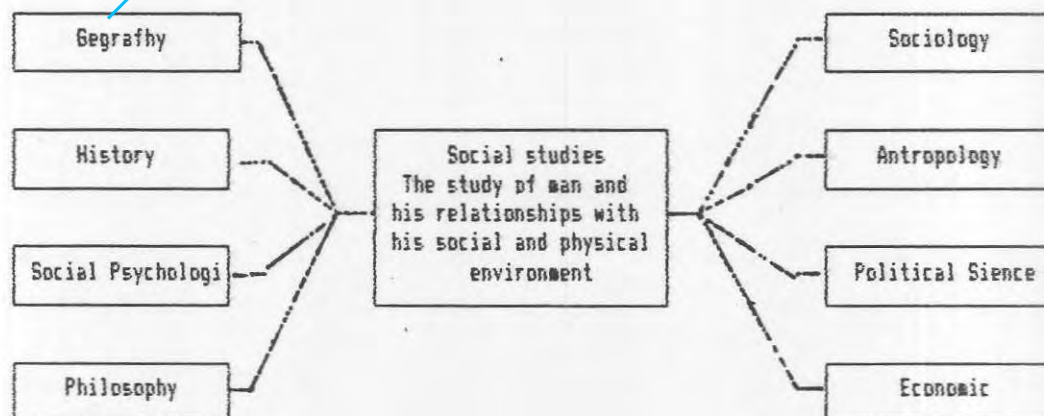 Gegrafhy
History
Social Psychologi
Philosophy
Social studies
The study of man and
his relationships with
his social and physical
environment
Sociology
Antropology
Political Sience
Economic